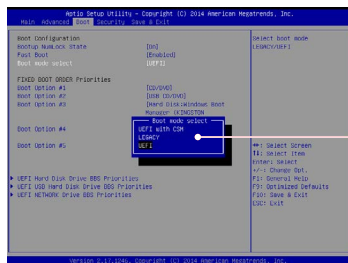 Aptio Setup Utility – Copyright (C) 2014 American Megatrends, Inc.
Main Advanced Boot Security Save & Exit
Boot Configuration
Bootup NumLock State [On]
Fast Boot [Enabled]
Boot mode select [UEFI]
FIXED BOOT ORDER Priorities
Boot Option #1 [CD/DVD]
Boot Option #2 [USB CD/DVD]
Boot Option #3 [Hard Disk:Windows Boot
Manager (KINGSTON
Boot Option #4
Boot Option #5
Boot mode select
UEFI with CSM
LEGACY
UEFI
UEFI Hard Disk Drive BBS Priorities
UEFI USB Hard Disk Drive BBS Priorities
UEFI NETWORK Drive BBS Priorities
Select boot mode
LEGACY/UEFI
↔: Select Screen
↑↓: Select Item
Enter: Select
+/-: Change Opt.
F1: General Help
F9: Optimized Defaults
F10: Save & Exit
ESC: Exit
Version 2.17.1246. Copyright (C) 2014 American Megatrends, Inc.